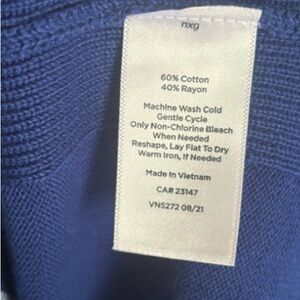 nxg
60% Cotton
40% Rayon
Machine Wash Cold
Gentle Cycle
Only Non-Chlorine Bleach
When Needed
Reshape, Lay Flat To Dry
Warm Iron, If Needed
Made In Vietnam
CA# 23147
VN5272 08/21